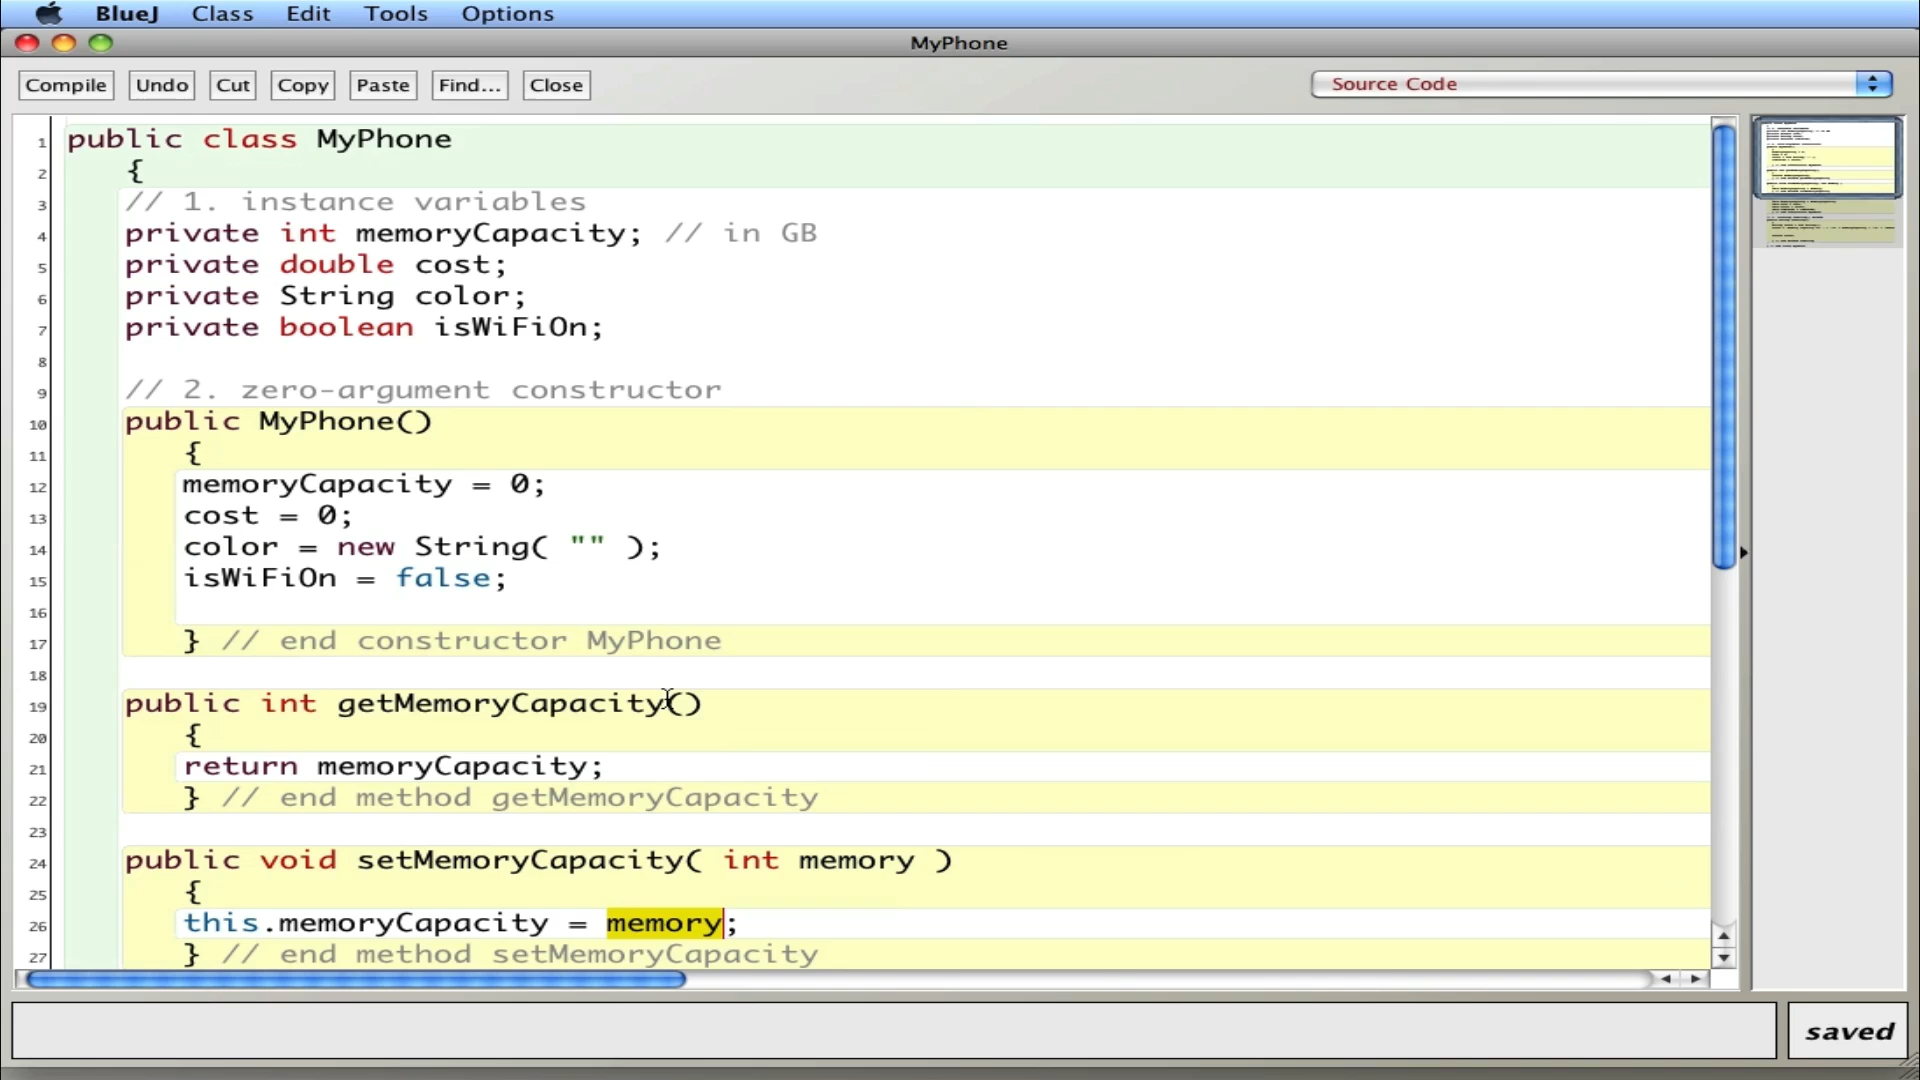 BlueJ Class Edit Tools Options
MyPhone
Compile Undo Cut Copy Paste Find... Close Source Code
1 public class MyPhone
2 {
3 // 1. instance variables
4 private int memoryCapacity; // in GB
5 private double cost;
6 private String color;
7 private boolean isWiFiOn;
8
9 // 2. zero-argument constructor
10 public MyPhone()
11 {
12 memoryCapacity = 0;
13 cost = 0;
14 color = new String( "" );
15 isWiFiOn = false;
16
17 } // end constructor MyPhone
18
19 public int getMemoryCapacity()
20 {
21 return memoryCapacity;
22 } // end method getMemoryCapacity
23
24 public void setMemoryCapacity( int memory )
25 {
26 this.memoryCapacity = memory;
27 } // end method setMemoryCapacity
saved